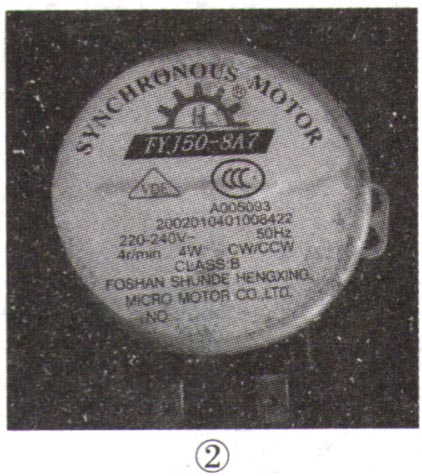 SYNCHRONOUS MOTOR
H
®
TYJ50-8A7
VDE
CCC
A005093
2002010401008422
220-240V~ 50Hz
4r/min 4W CW/CCW
CLASS:B
FOSHAN SHUNDE HENGXING,
MICRO MOTOR CO.,LTD.
NO
②